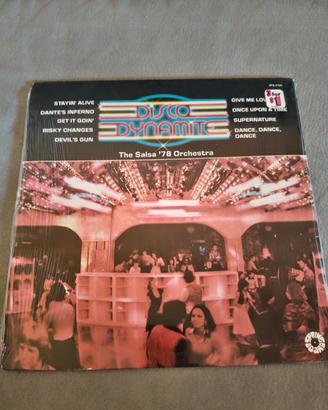 STAYIN' ALIVE
DANTE'S INFERNO
GET IT GOIN'
RISKY CHANGES
DEVIL'S GUN
DISCO
DYNAMITE
The Salsa '78 Orchestra
GIVE ME
ONCE UPON A TIME
SUPERNATURE
DANCE, DANCE,
DANCE